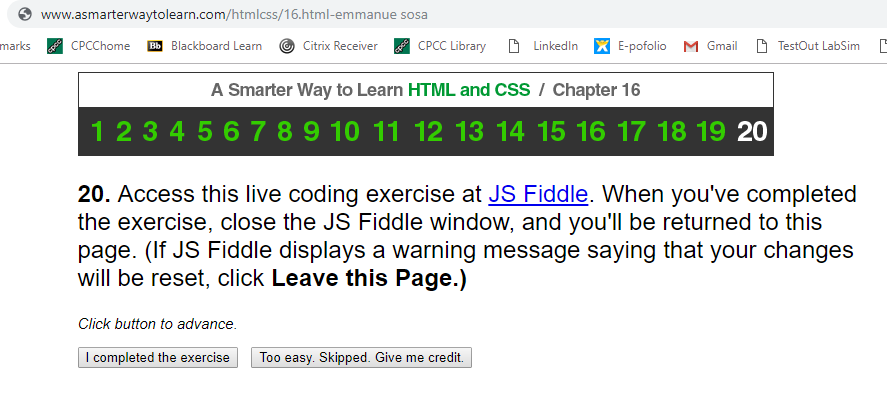 www.asmarterwaytolearn.com/htmlcss/16.html-emmanue sosa
marks CPCChome Bb Blackboard Learn Citrix Receiver CPCC Library LinkedIn E-pofolio Gmail TestOut LabSim
A Smarter Way to Learn HTML and CSS / Chapter 16
1 2 3 4 5 6 7 8 9 10 11 12 13 14 15 16 17 18 19 20
20. Access this live coding exercise at JS Fiddle. When you've completed
the exercise, close the JS Fiddle window, and you'll be returned to this
page. (If JS Fiddle displays a warning message saying that your changes
will be reset, click Leave this Page.)
Click button to advance.
I completed the exercise Too easy. Skipped. Give me credit.